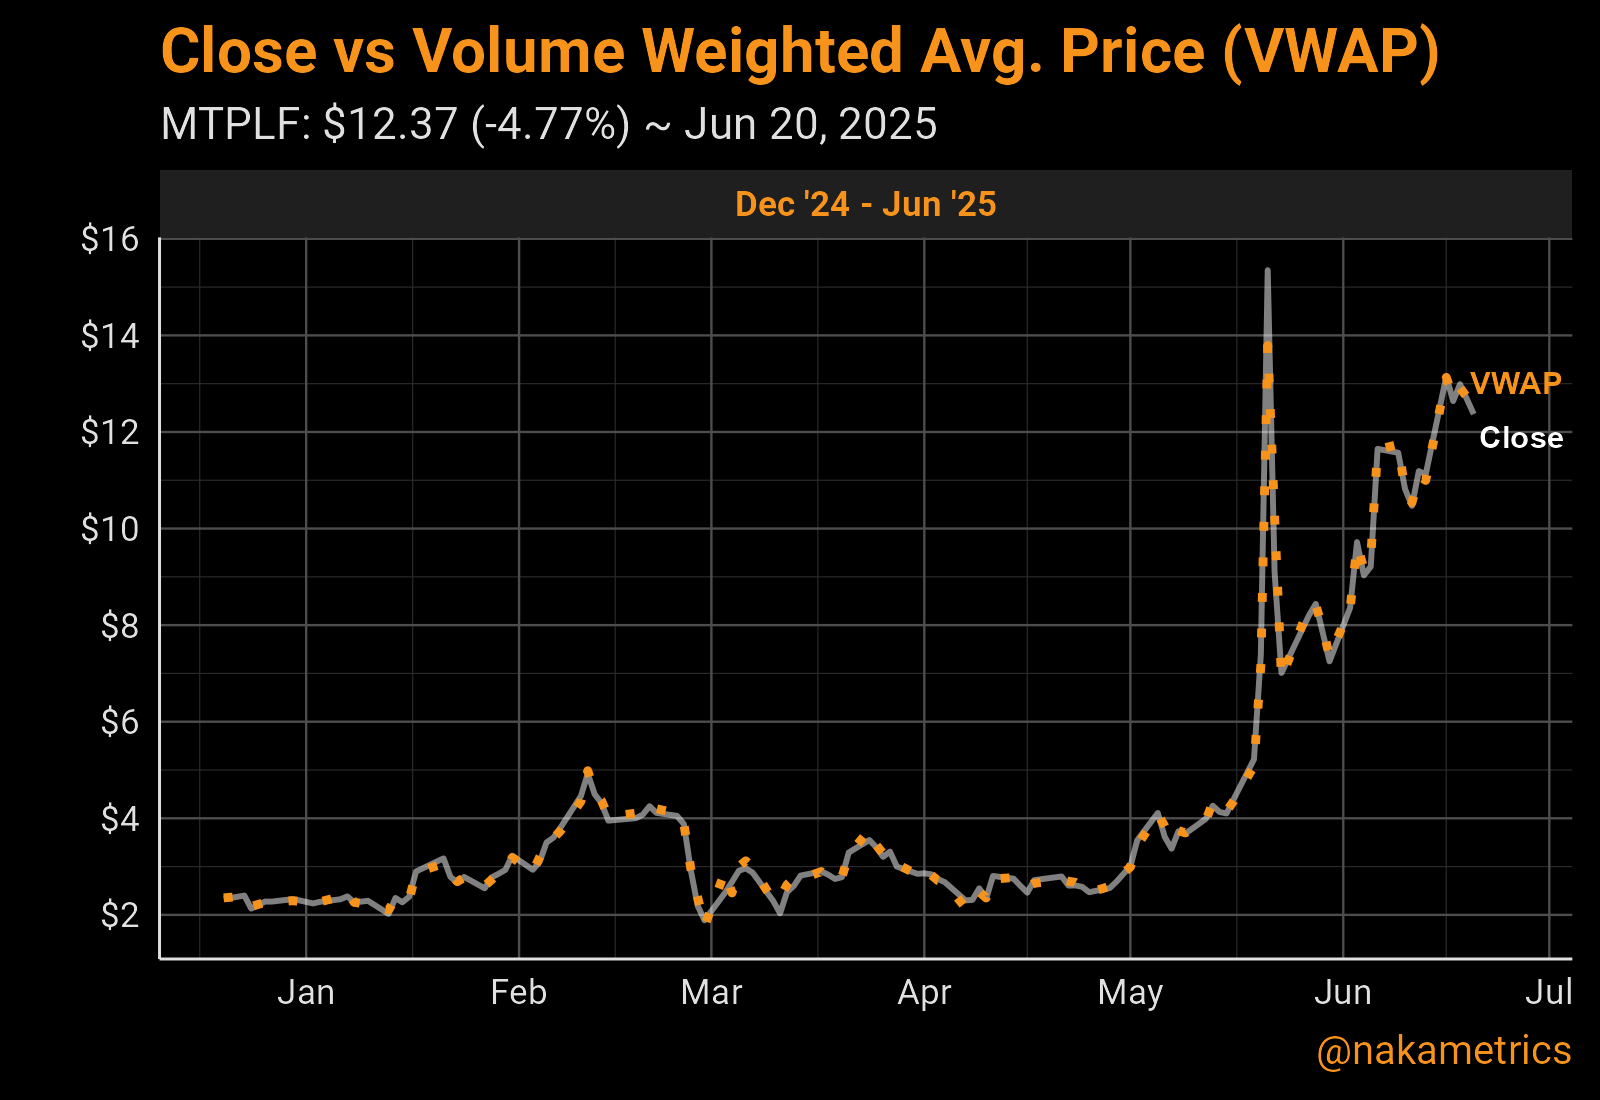 Close vs Volume Weighted Avg. Price (VWAP)
MTPLF: $12.37 (-4.77%) ~ Jun 20, 2025
Dec '24 - Jun '25
$16
$14
$12
$10
$8
$6
$4
$2
VWAP
Close
Jan Feb Mar Apr May Jun Jul
@nakametrics